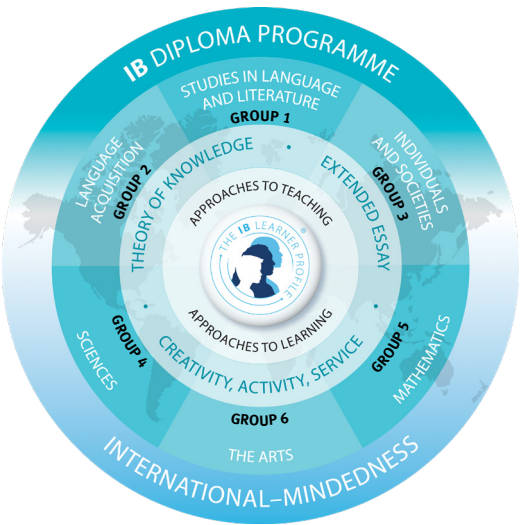 IB DIPLOMA PROGRAMME
STUDIES IN LANGUAGE
AND LITERATURE
GROUP 1
LANGUAGE
ACQUISITION
GROUP 2
INDIVIDUALS
AND SOCIETIES
GROUP 3
THEORY OF KNOWLEDGE
EXTENDED ESSAY
APPROACHES TO TEACHING
THE IB LEARNER PROFILE
®
APPROACHES TO LEARNING
CREATIVITY, ACTIVITY, SERVICE
GROUP 4
SCIENCES
GROUP 5
MATHEMATICS
GROUP 6
THE ARTS
INTERNATIONAL–MINDEDNESS